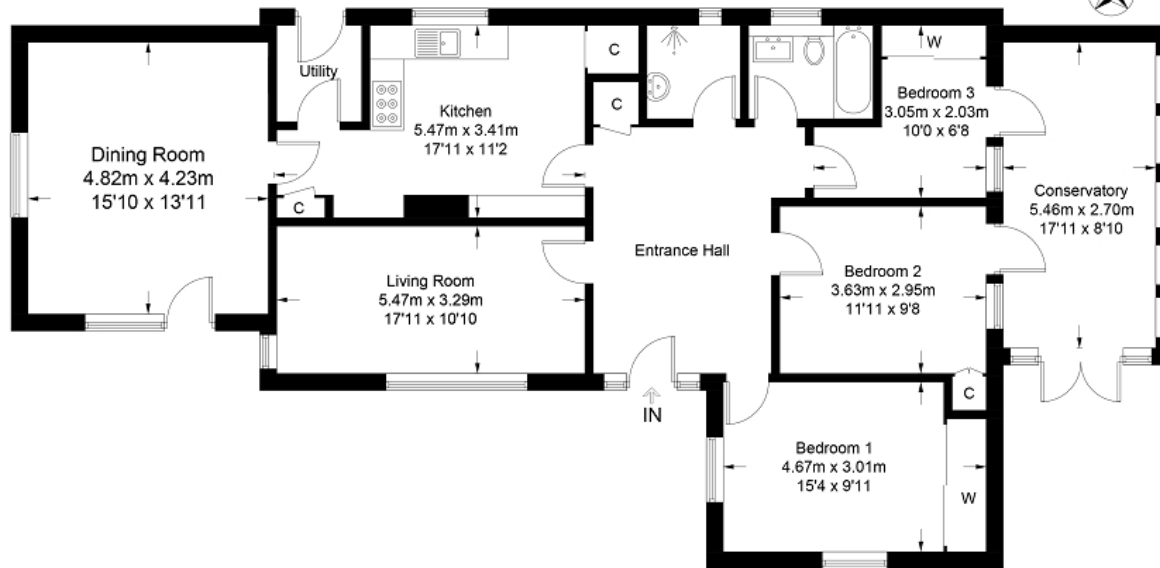 Utility
Kitchen
5.47m x 3.41m
17'11 x 11'2
C
C
W
Bedroom 3
3.05m x 2.03m
10'0 x 6'8
Dining Room
4.82m x 4.23m
15'10 x 13'11
C
Conservatory
5.46m x 2.70m
17'11 x 8'10
Entrance Hall
Living Room
5.47m x 3.29m
17'11 x 10'10
Bedroom 2
3.63m x 2.95m
11'11 x 9'8
C
IN
Bedroom 1
4.67m x 3.01m
15'4 x 9'11
W